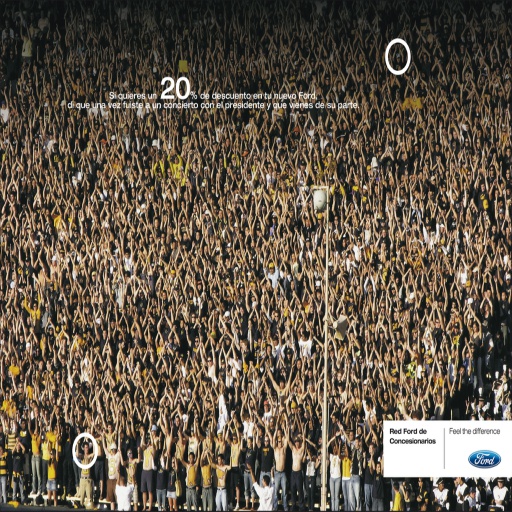 Si quieres un 20% de descuento en tu nuevo Ford,
di que una vez fuiste a un concierto con el presidente y que vienes de su parte.
Red Ford de
Concesionarios
Feel the difference
Ford